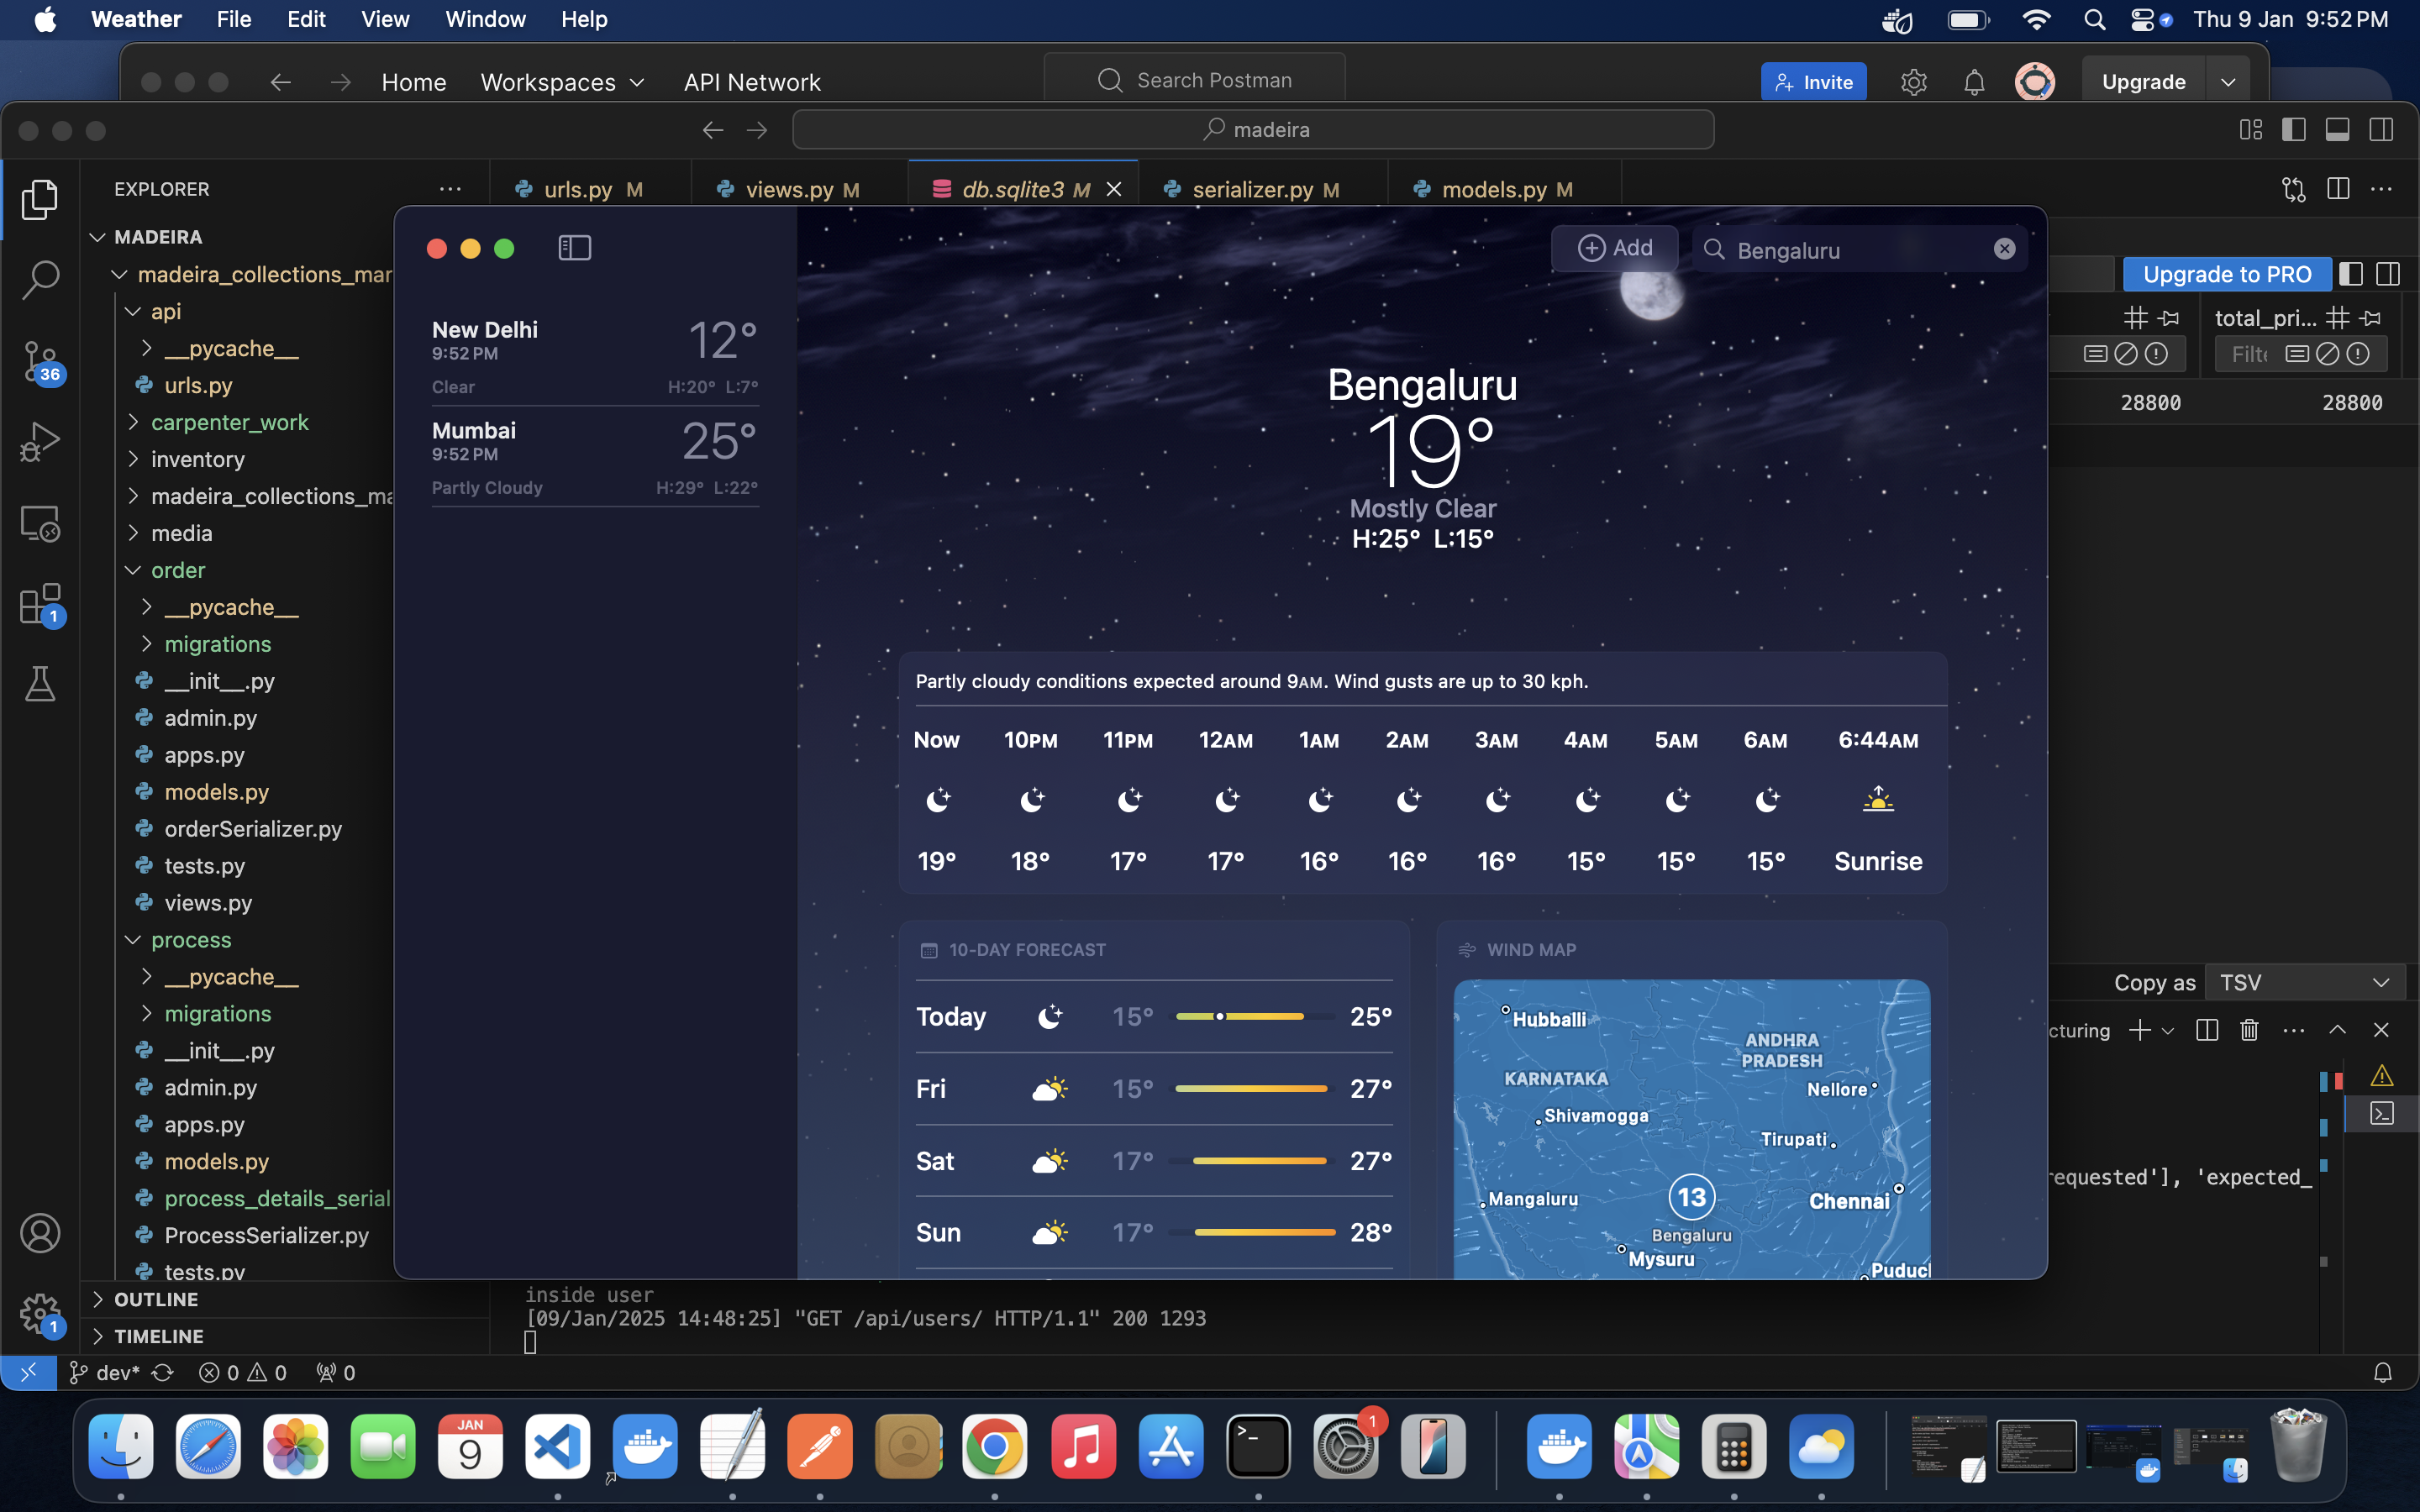 Weather File Edit View Window Help
Thu 9 Jan 9:52 PM
Home Workspaces API Network
Search Postman
Invite
Upgrade
madeira
EXPLORER
urls.py M
views.py M
db.sqlite3 M
serializer.py M
models.py M
MADEIRA
madeira_collections_mar
api
__pycache__
urls.py
carpenter_work
inventory
madeira_collections_ma
media
order
__pycache__
migrations
__init__.py
admin.py
apps.py
models.py
orderSerializer.py
tests.py
views.py
process
__pycache__
migrations
__init__.py
admin.py
apps.py
models.py
process_details_serial
ProcessSerializer.py
tests.py
OUTLINE
TIMELINE
36
1
1
New Delhi 12°
9:52 PM
Clear H:20° L:7°
Mumbai 25°
9:52 PM
Partly Cloudy H:29° L:22°
Add
Bengaluru
Bengaluru
19°
Mostly Clear
H:25° L:15°
Partly cloudy conditions expected around 9AM. Wind gusts are up to 30 kph.
Now 10PM 11PM 12AM 1AM 2AM 3AM 4AM 5AM 6AM 6:44AM
19° 18° 17° 17° 16° 16° 16° 15° 15° 15° Sunrise
10-DAY FORECAST
Today 15° 25°
Fri 15° 27°
Sat 17° 27°
Sun 17° 28°
WIND MAP
Hubballi
ANDHRA
PRADESH
KARNATAKA
Nellore
Shivamogga
Tirupati
Mangaluru
13
Chennai
Bengaluru
Mysuru
Puduc
Upgrade to PRO
total_pri...
Filte
28800 28800
Copy as TSV
cturing
requested'], 'expected_
inside user
[09/Jan/2025 14:48:25] "GET /api/users/ HTTP/1.1" 200 1293
dev* 0 0 0
JAN
9
1